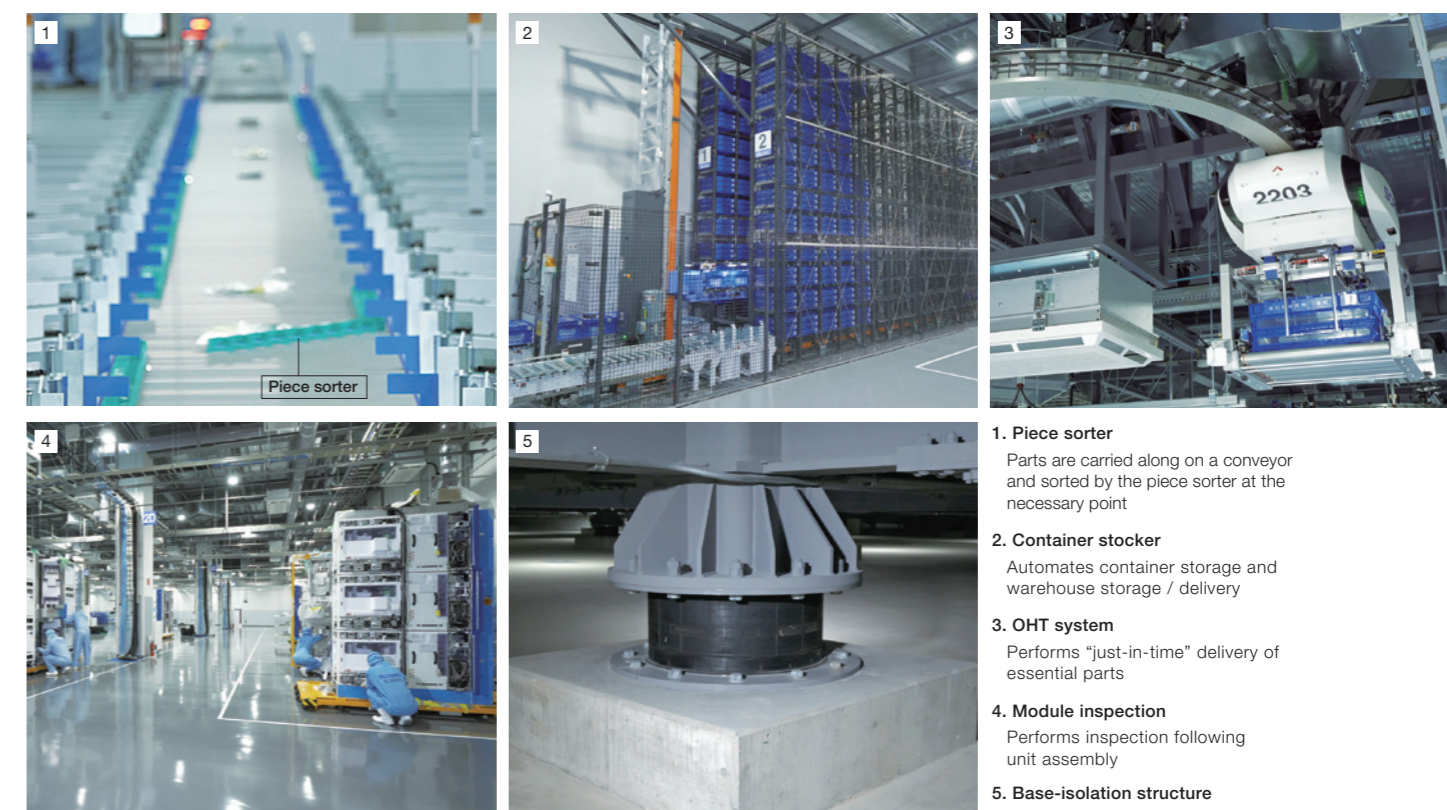 1
2
3
1
2
2203
Piece sorter
4
5
1. Piece sorter
Parts are carried along on a conveyor
and sorted by the piece sorter at the
necessary point
2. Container stocker
Automates container storage and
warehouse storage / delivery
3. OHT system
Performs “just-in-time” delivery of
essential parts
4. Module inspection
Performs inspection following
unit assembly
5. Base-isolation structure